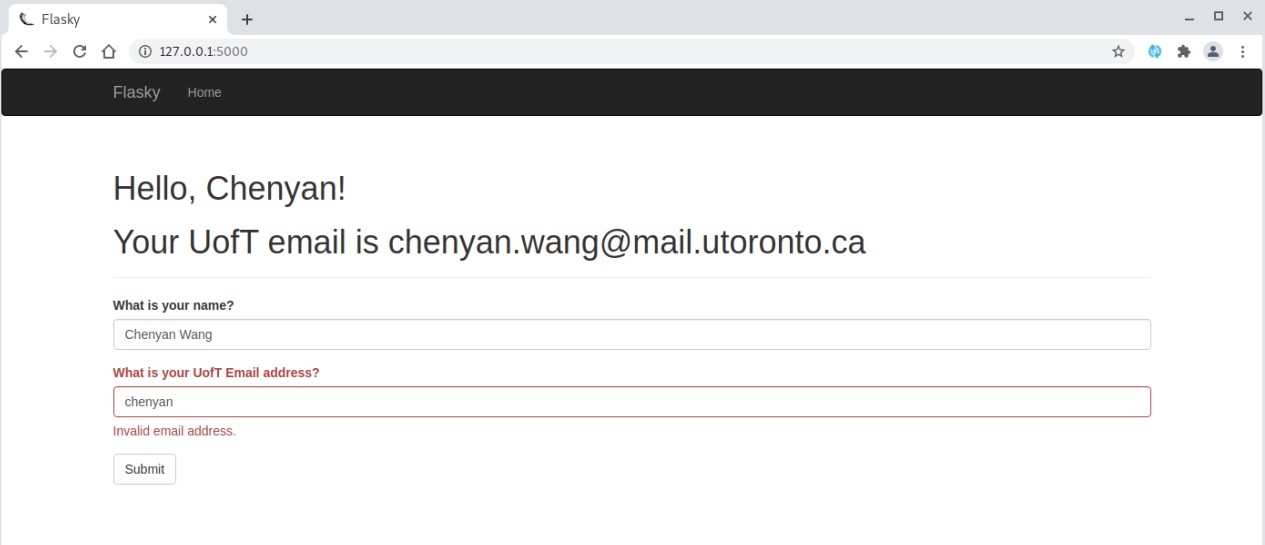 Flasky
127.0.0.1:5000
Flasky Home
Hello, Chenyan!
Your UofT email is chenyan.wang@mail.utoronto.ca
What is your name?
Chenyan Wang
What is your UofT Email address?
chenyan
Invalid email address.
Submit